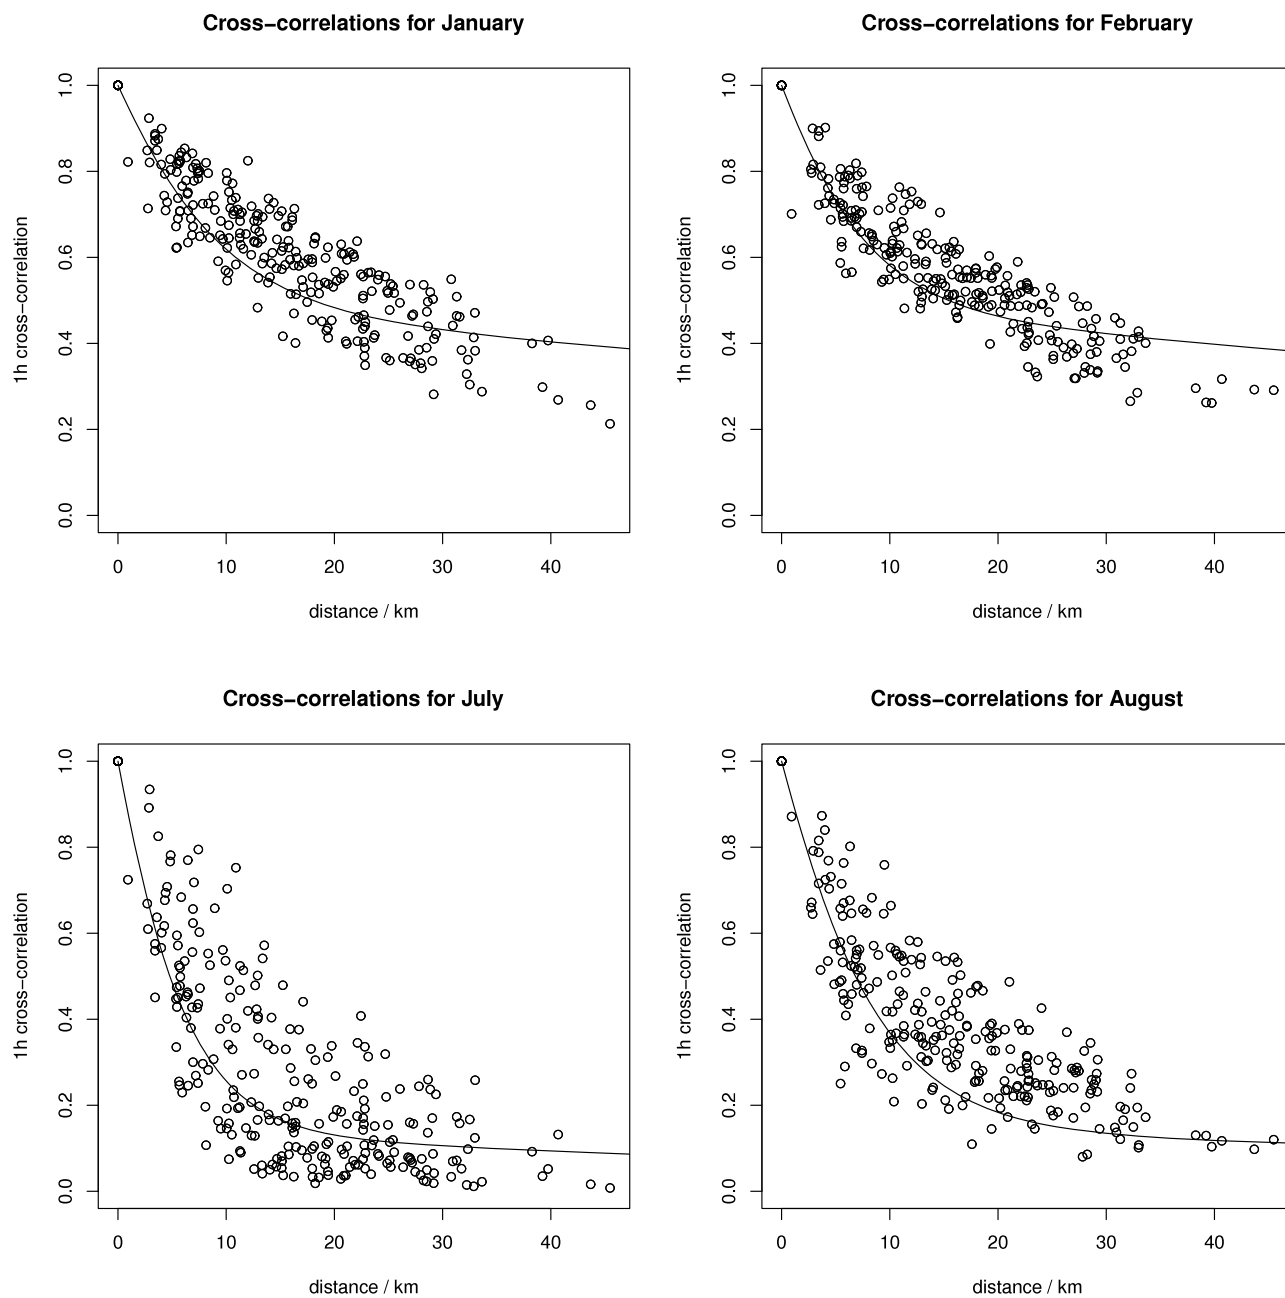 Cross−correlations for January
1h cross−correlation
1.0
0.8
0.6
0.4
0.2
0.0
0 10 20 30 40
distance / km
Cross−correlations for February
1h cross−correlation
1.0
0.8
0.6
0.4
0.2
0.0
0 10 20 30 40
distance / km
Cross−correlations for July
1h cross−correlation
1.0
0.8
0.6
0.4
0.2
0.0
0 10 20 30 40
distance / km
Cross−correlations for August
1h cross−correlation
1.0
0.8
0.6
0.4
0.2
0.0
0 10 20 30 40
distance / km